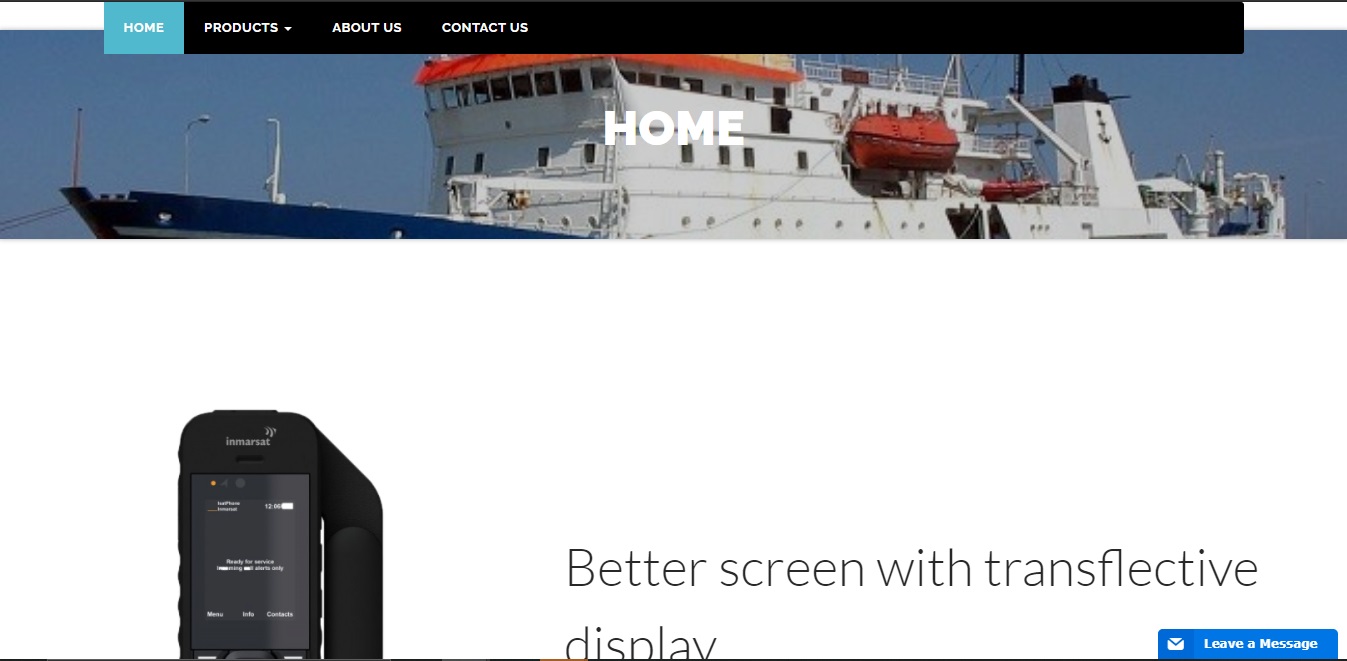 HOME PRODUCTS ABOUT US CONTACT US
HOME
inmarsat
IsatPhone
Inmarsat
12:00
Ready for service
alerts only
Menu Info Contacts
Better screen with transflective
display
Leave a Message